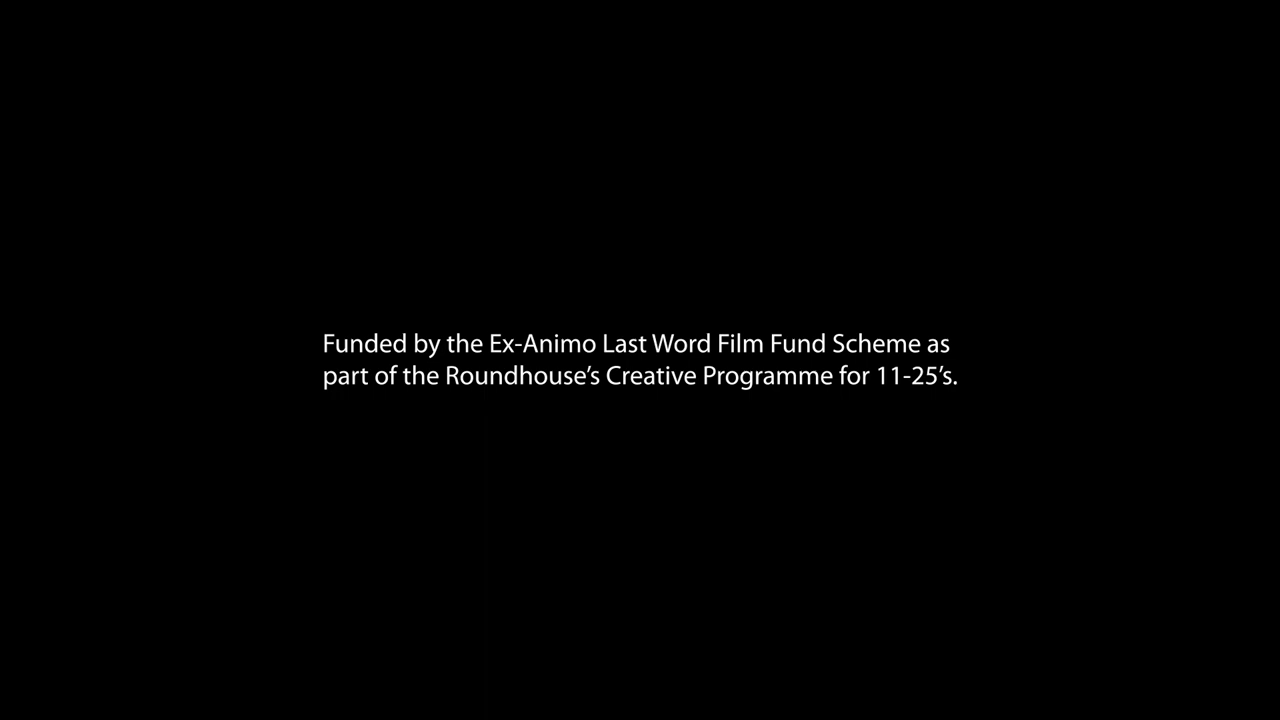 Funded by the Ex-Animo Last Word Film Fund Scheme as
part of the Roundhouse’s Creative Programme for 11-25’s.